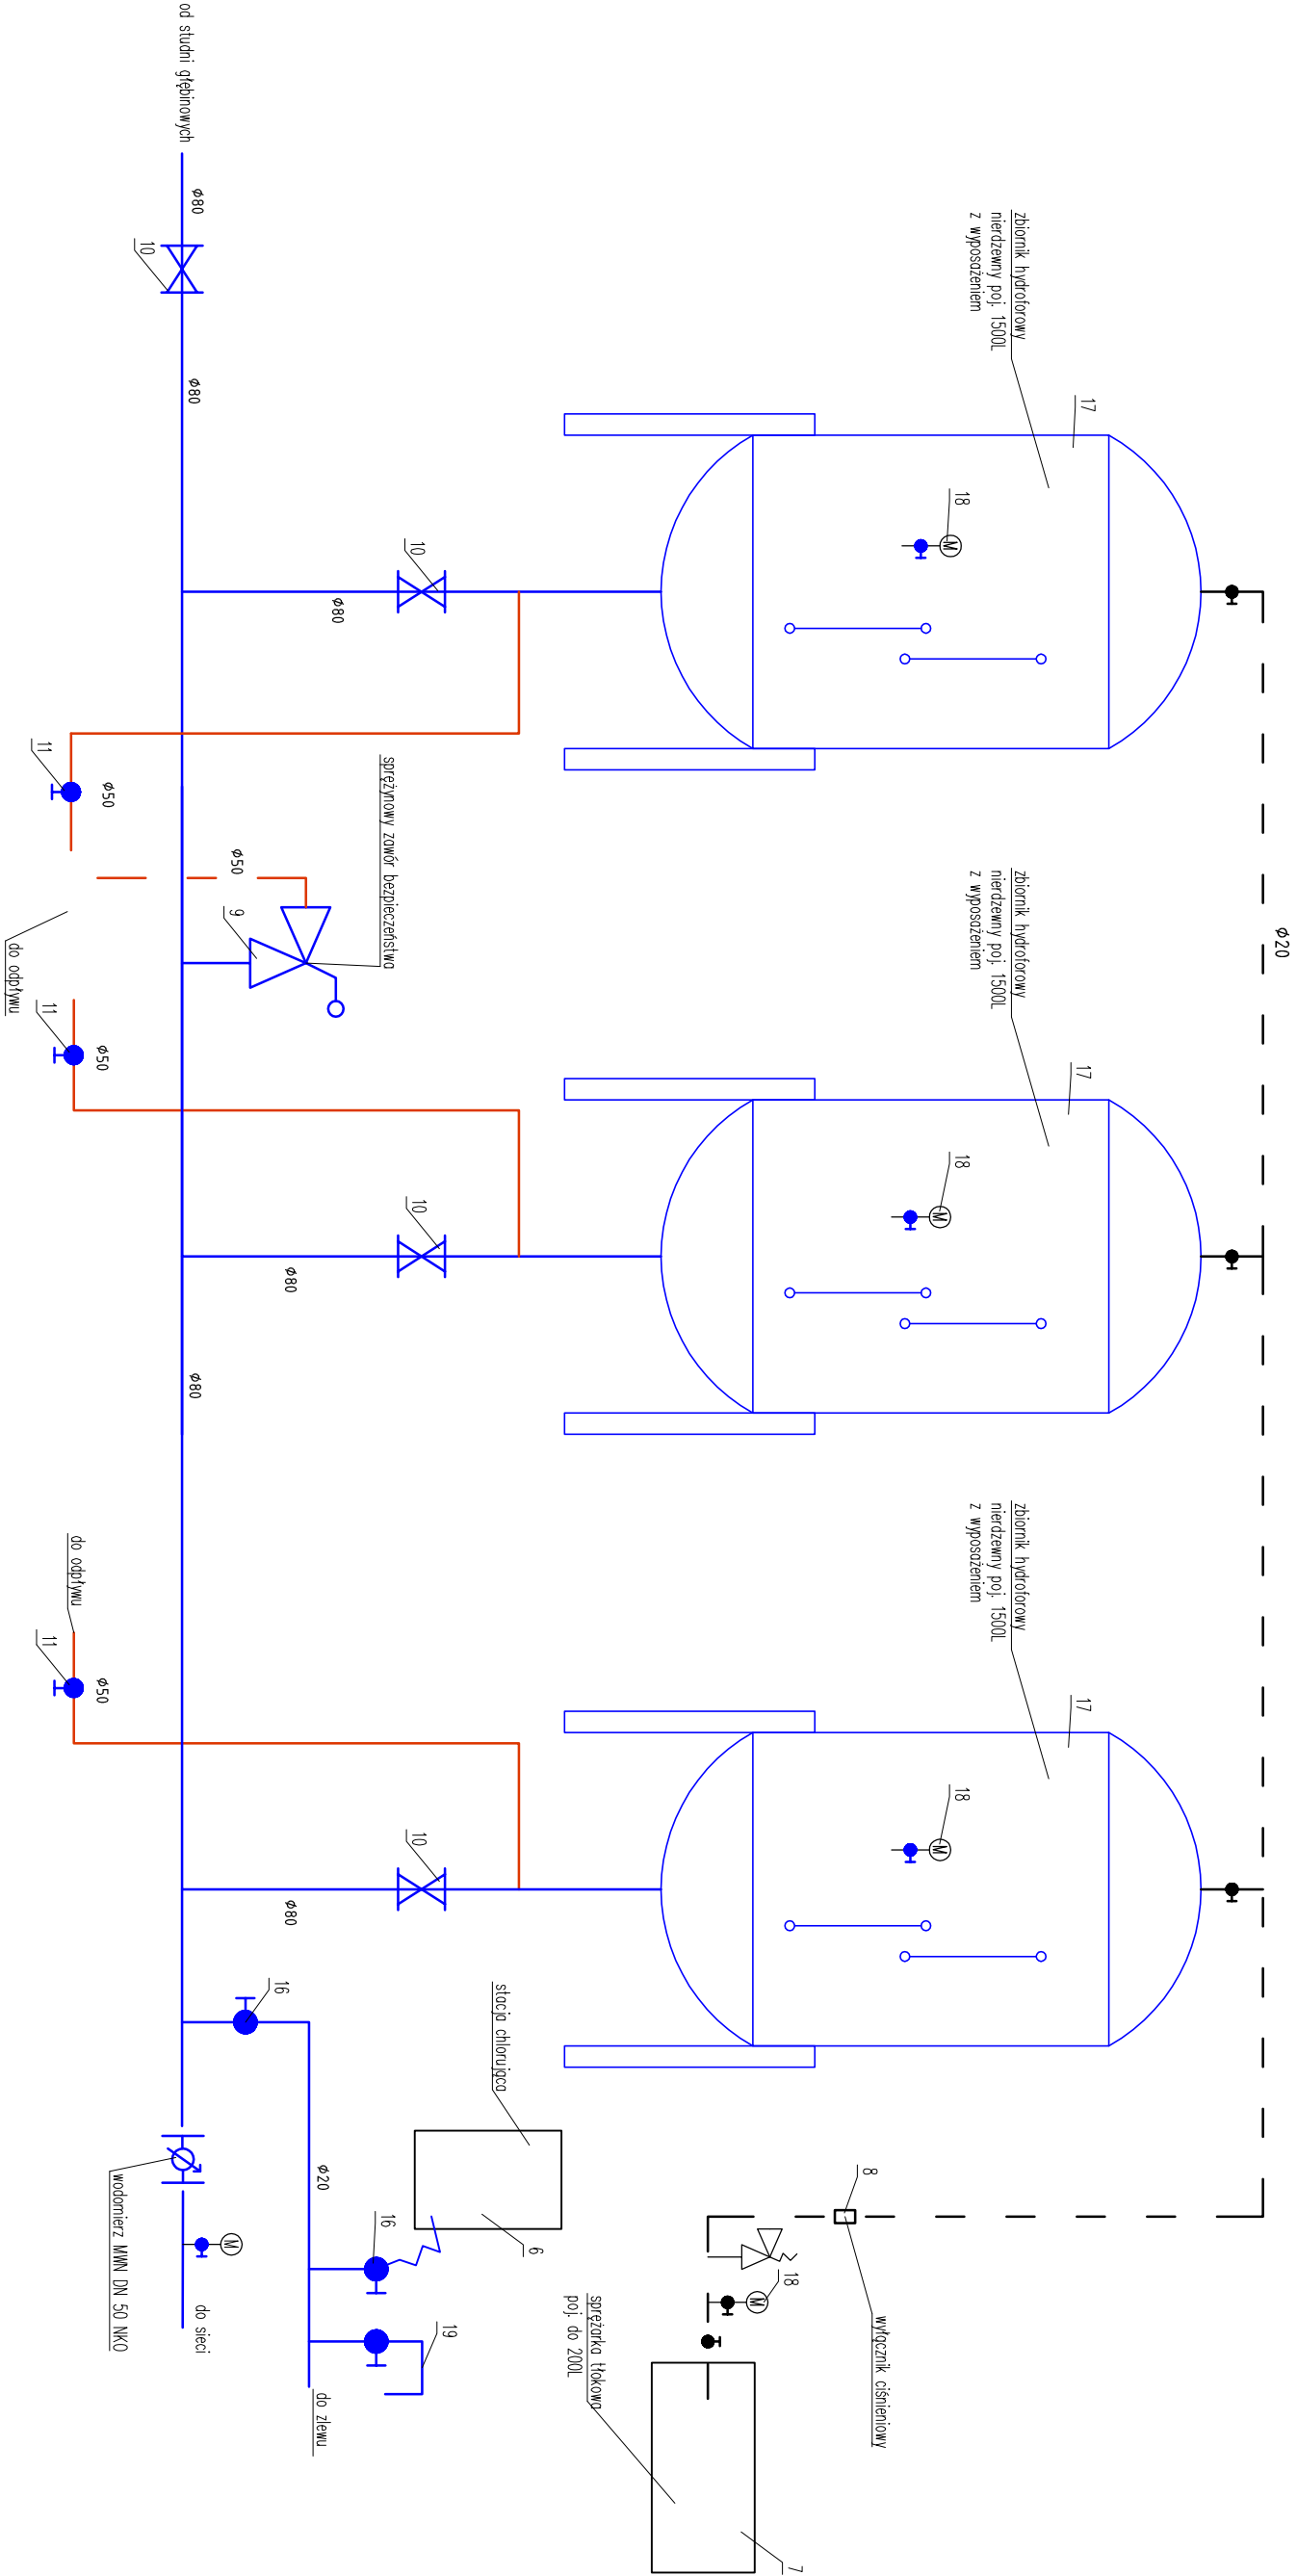 Ø20
zbiornik hydroforowy
nierdzewny poj. 1500L
z wyposażeniem
17
18
zbiornik hydroforowy
nierdzewny poj. 1500L
z wyposażeniem
17
18
zbiornik hydroforowy
nierdzewny poj. 1500L
z wyposażeniem
17
18
M
M
M
8
wyłącznik ciśnieniowy
18
M
7
sprężarka tłokowa
poj. do 200L
stacja chlorująca
6
10
10
10
sprężynowy zawór bezpieczeństwa
19
16
Ø80
Ø80
Ø80
Ø20
do zlewu
16
Ø50
9
M
od studni głębinowych
Ø80
Ø80
Ø80
do sieci
10
wodomierz MWN DN 50 NKO
Ø50
Ø50
Ø50
11
11
11
do odpływu
do odpływu